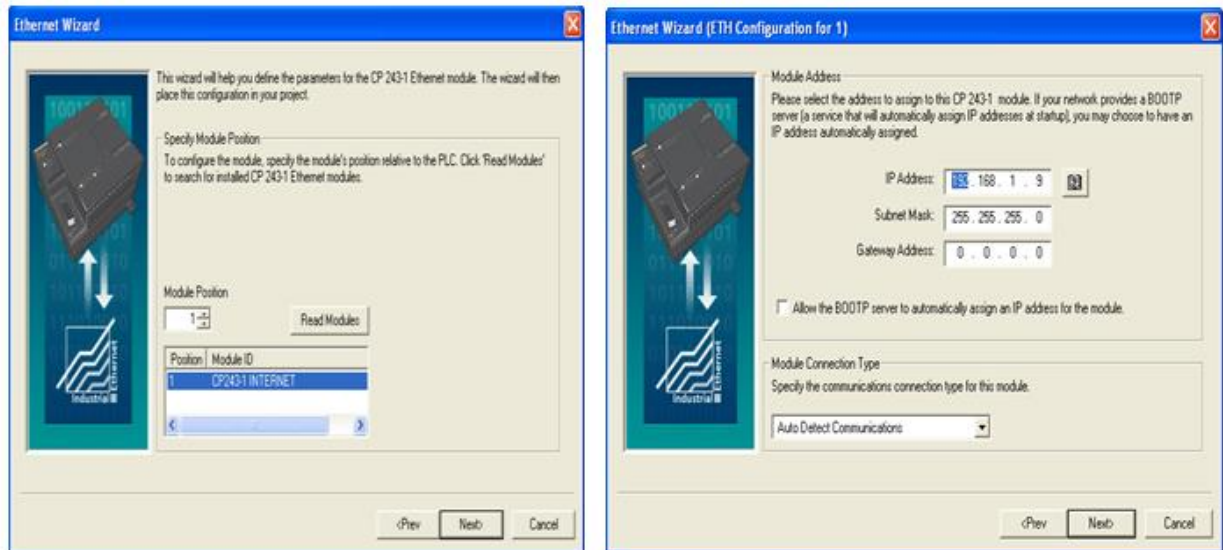 Ethernet Wizard
This wizard will help you define the parameters for the CP 243-1 Ethernet module. The wizard will then
place this configuration in your project.
Specify Module Position
To configure the module, specify the module's position relative to the PLC. Click 'Read Modules'
to search for installed CP 243-1 Ethernet modules.
Module Position
1
Read Modules
Position Module ID
1 CP243-1 INTERNET
Industrial
Ethernet
<Prev Next> Cancel
Ethernet Wizard (ETH Configuration for 1)
Module Address
Please select the address to assign to this CP 243-1 module. If your network provides a BOOTP
server (a service that will automatically assign IP addresses at startup), you may choose to have an
IP address automatically assigned.
IP Address: 192 . 168 . 1 . 9
Subnet Mask: 255 . 255 . 255 . 0
Gateway Address: 0 . 0 . 0 . 0
Allow the BOOTP server to automatically assign an IP address for the module.
Module Connection Type
Specify the communications connection type for this module.
Auto Detect Communications
Industrial
Ethernet
<Prev Next> Cancel